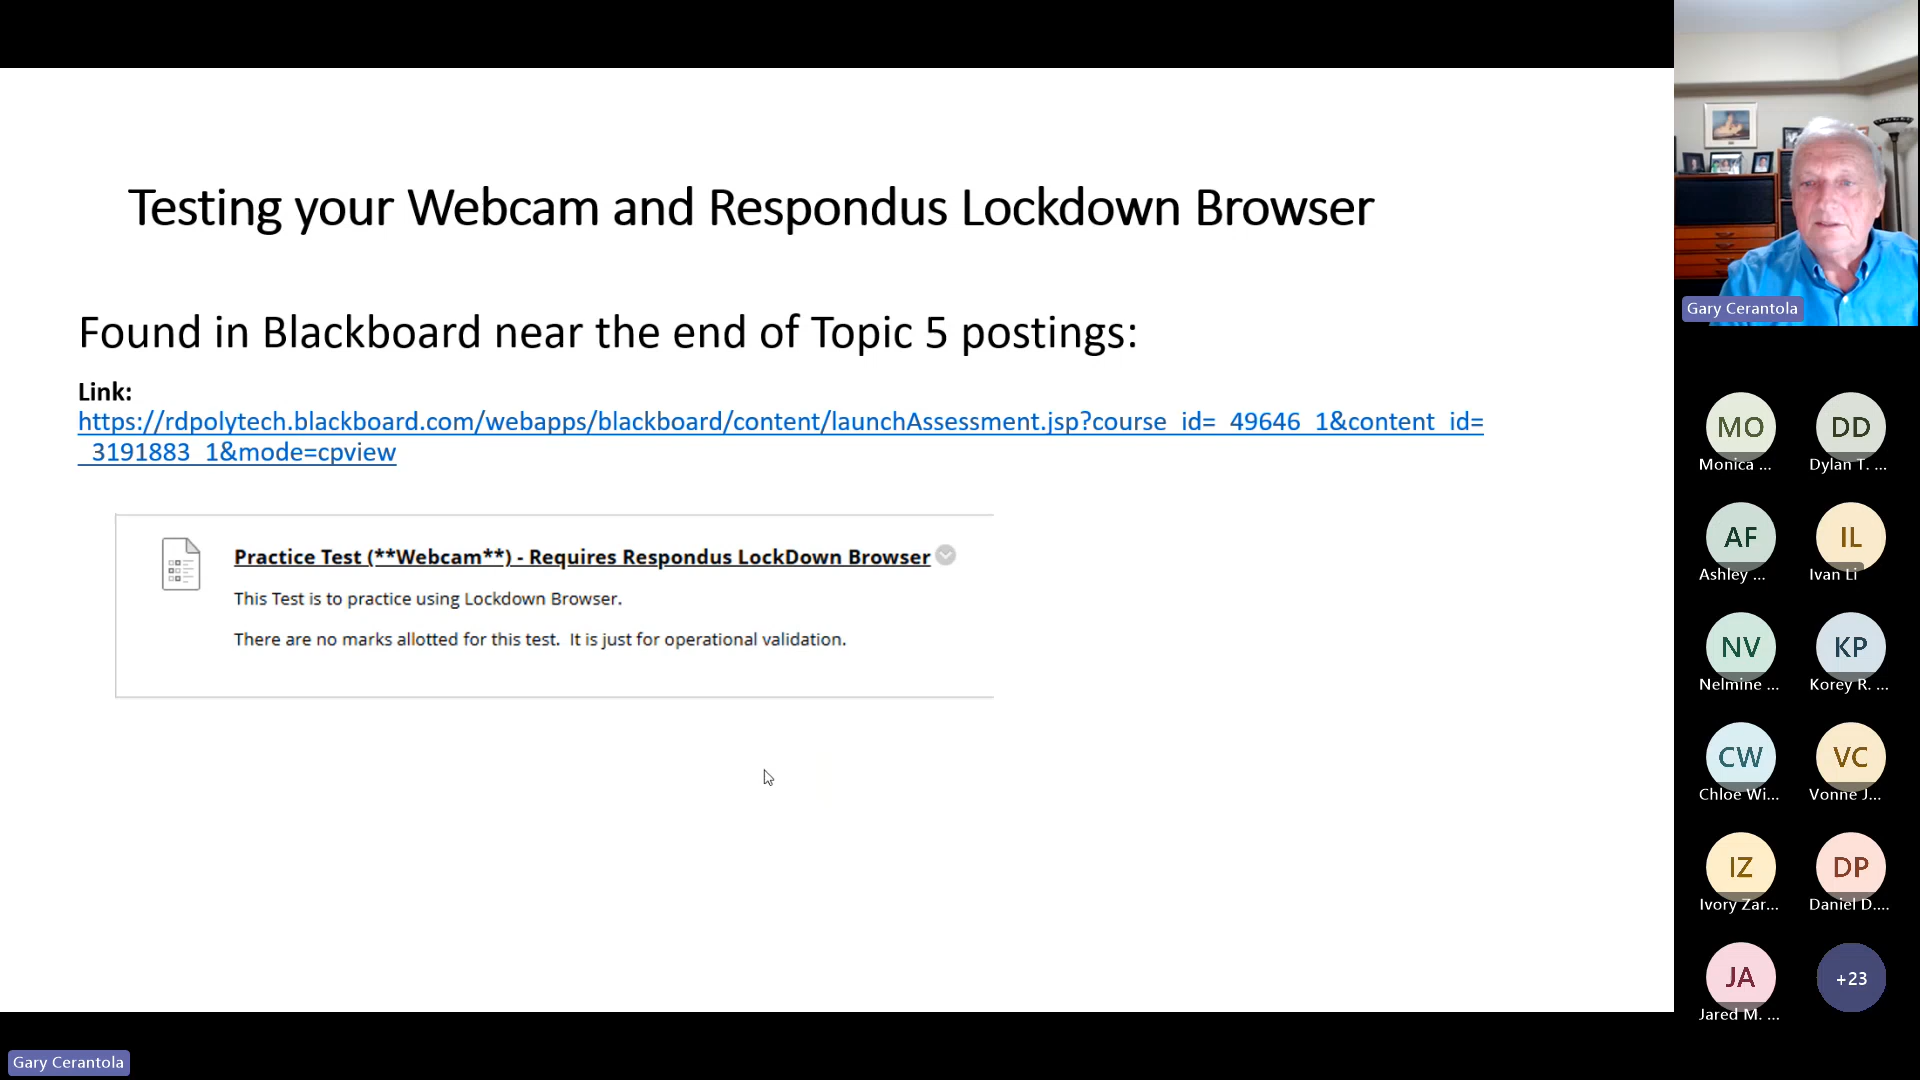 Testing your Webcam and Respondus Lockdown Browser
Found in Blackboard near the end of Topic 5 postings:
Link:
https://rdpolytech.blackboard.com/webapps/blackboard/content/launchAssessment.jsp?course_id=_49646_1&content_id=
_3191883_1&mode=cpview
Practice Test (**Webcam**) - Requires Respondus LockDown Browser
This Test is to practice using Lockdown Browser.
There are no marks allotted for this test.  It is just for operational validation.
Gary Cerantola
MO
DD
Monica ...
Dylan T. ...
AF
IL
Ashley ...
Ivan Li
NV
KP
Nelmine ...
Korey R. ...
CW
VC
Chloe Wi...
Vonne J...
IZ
DP
Ivory Zar...
Daniel D....
JA
+23
Jared M. ...
Gary Cerantola